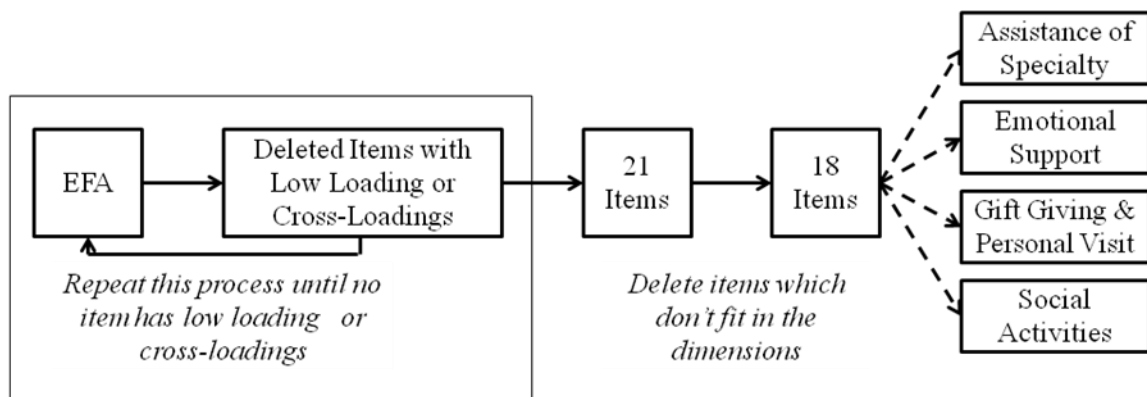 EFA
Deleted Items with
Low Loading or
Cross-Loadings
Repeat this process until no
item has low loading or
cross-loadings
21
Items
18
Items
Delete items which
don't fit in the
dimensions
Assistance of
Specialty
Emotional
Support
Gift Giving &
Personal Visit
Social
Activities